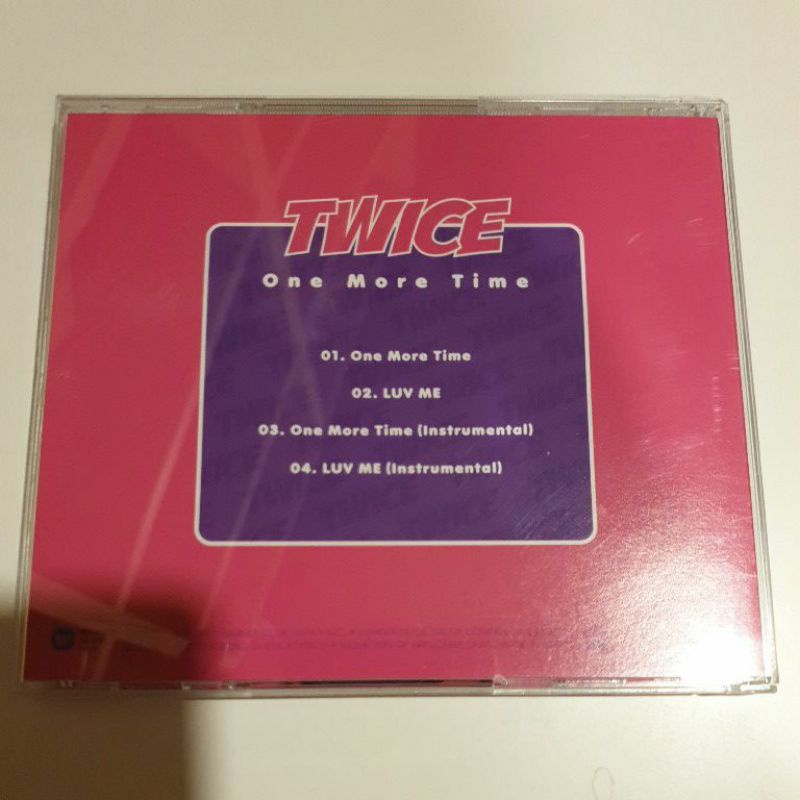 TWICE
One More Time
01. One More Time
02. LUV ME
03. One More Time (Instrumental)
04. LUV ME (Instrumental)